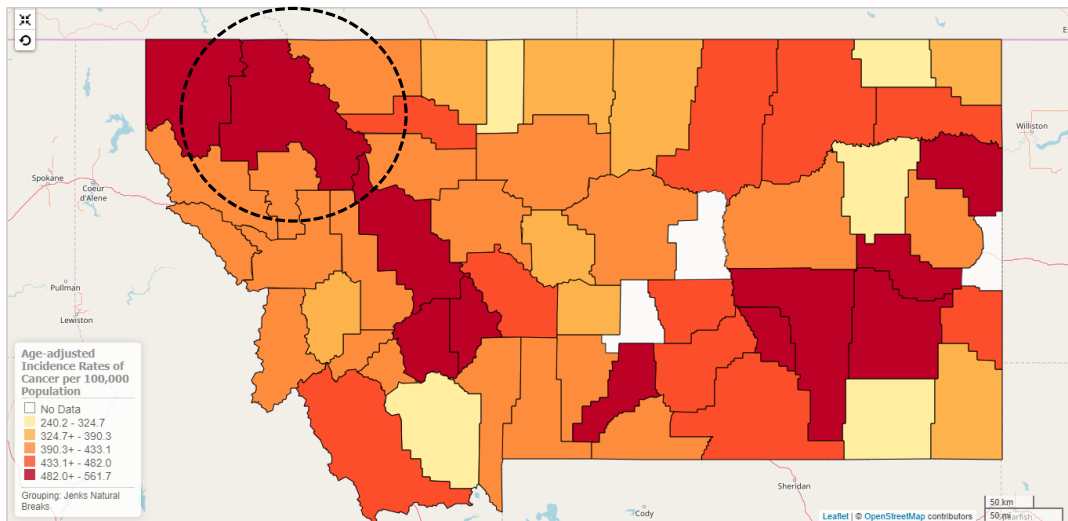 Spokane
Coeur
d'Alene
Pullman
Lewiston
Williston
Age-adjusted
Incidence Rates of
Cancer per 100,000
Population
No Data
240.2 - 324.7
324.7+ - 390.3
390.3+ - 433.1
433.1+ - 482.0
482.0+ - 561.7
Grouping: Jenks Natural
Breaks
Cody
Sheridan
50 km
50 mi
Leaflet | © OpenStreetMap contributors